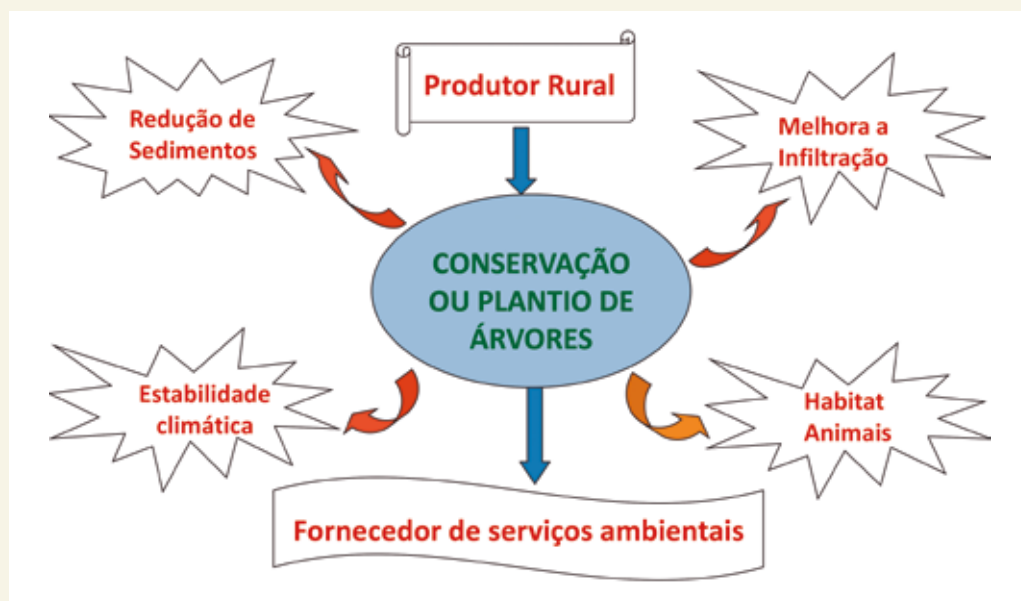 Produtor Rural
Redução de
Sedimentos
Melhora a
Infiltração
CONSERVAÇÃO
OU PLANTIO DE
ÁRVORES
Estabilidade
climática
Habitat
Animais
Fornecedor de serviços ambientais